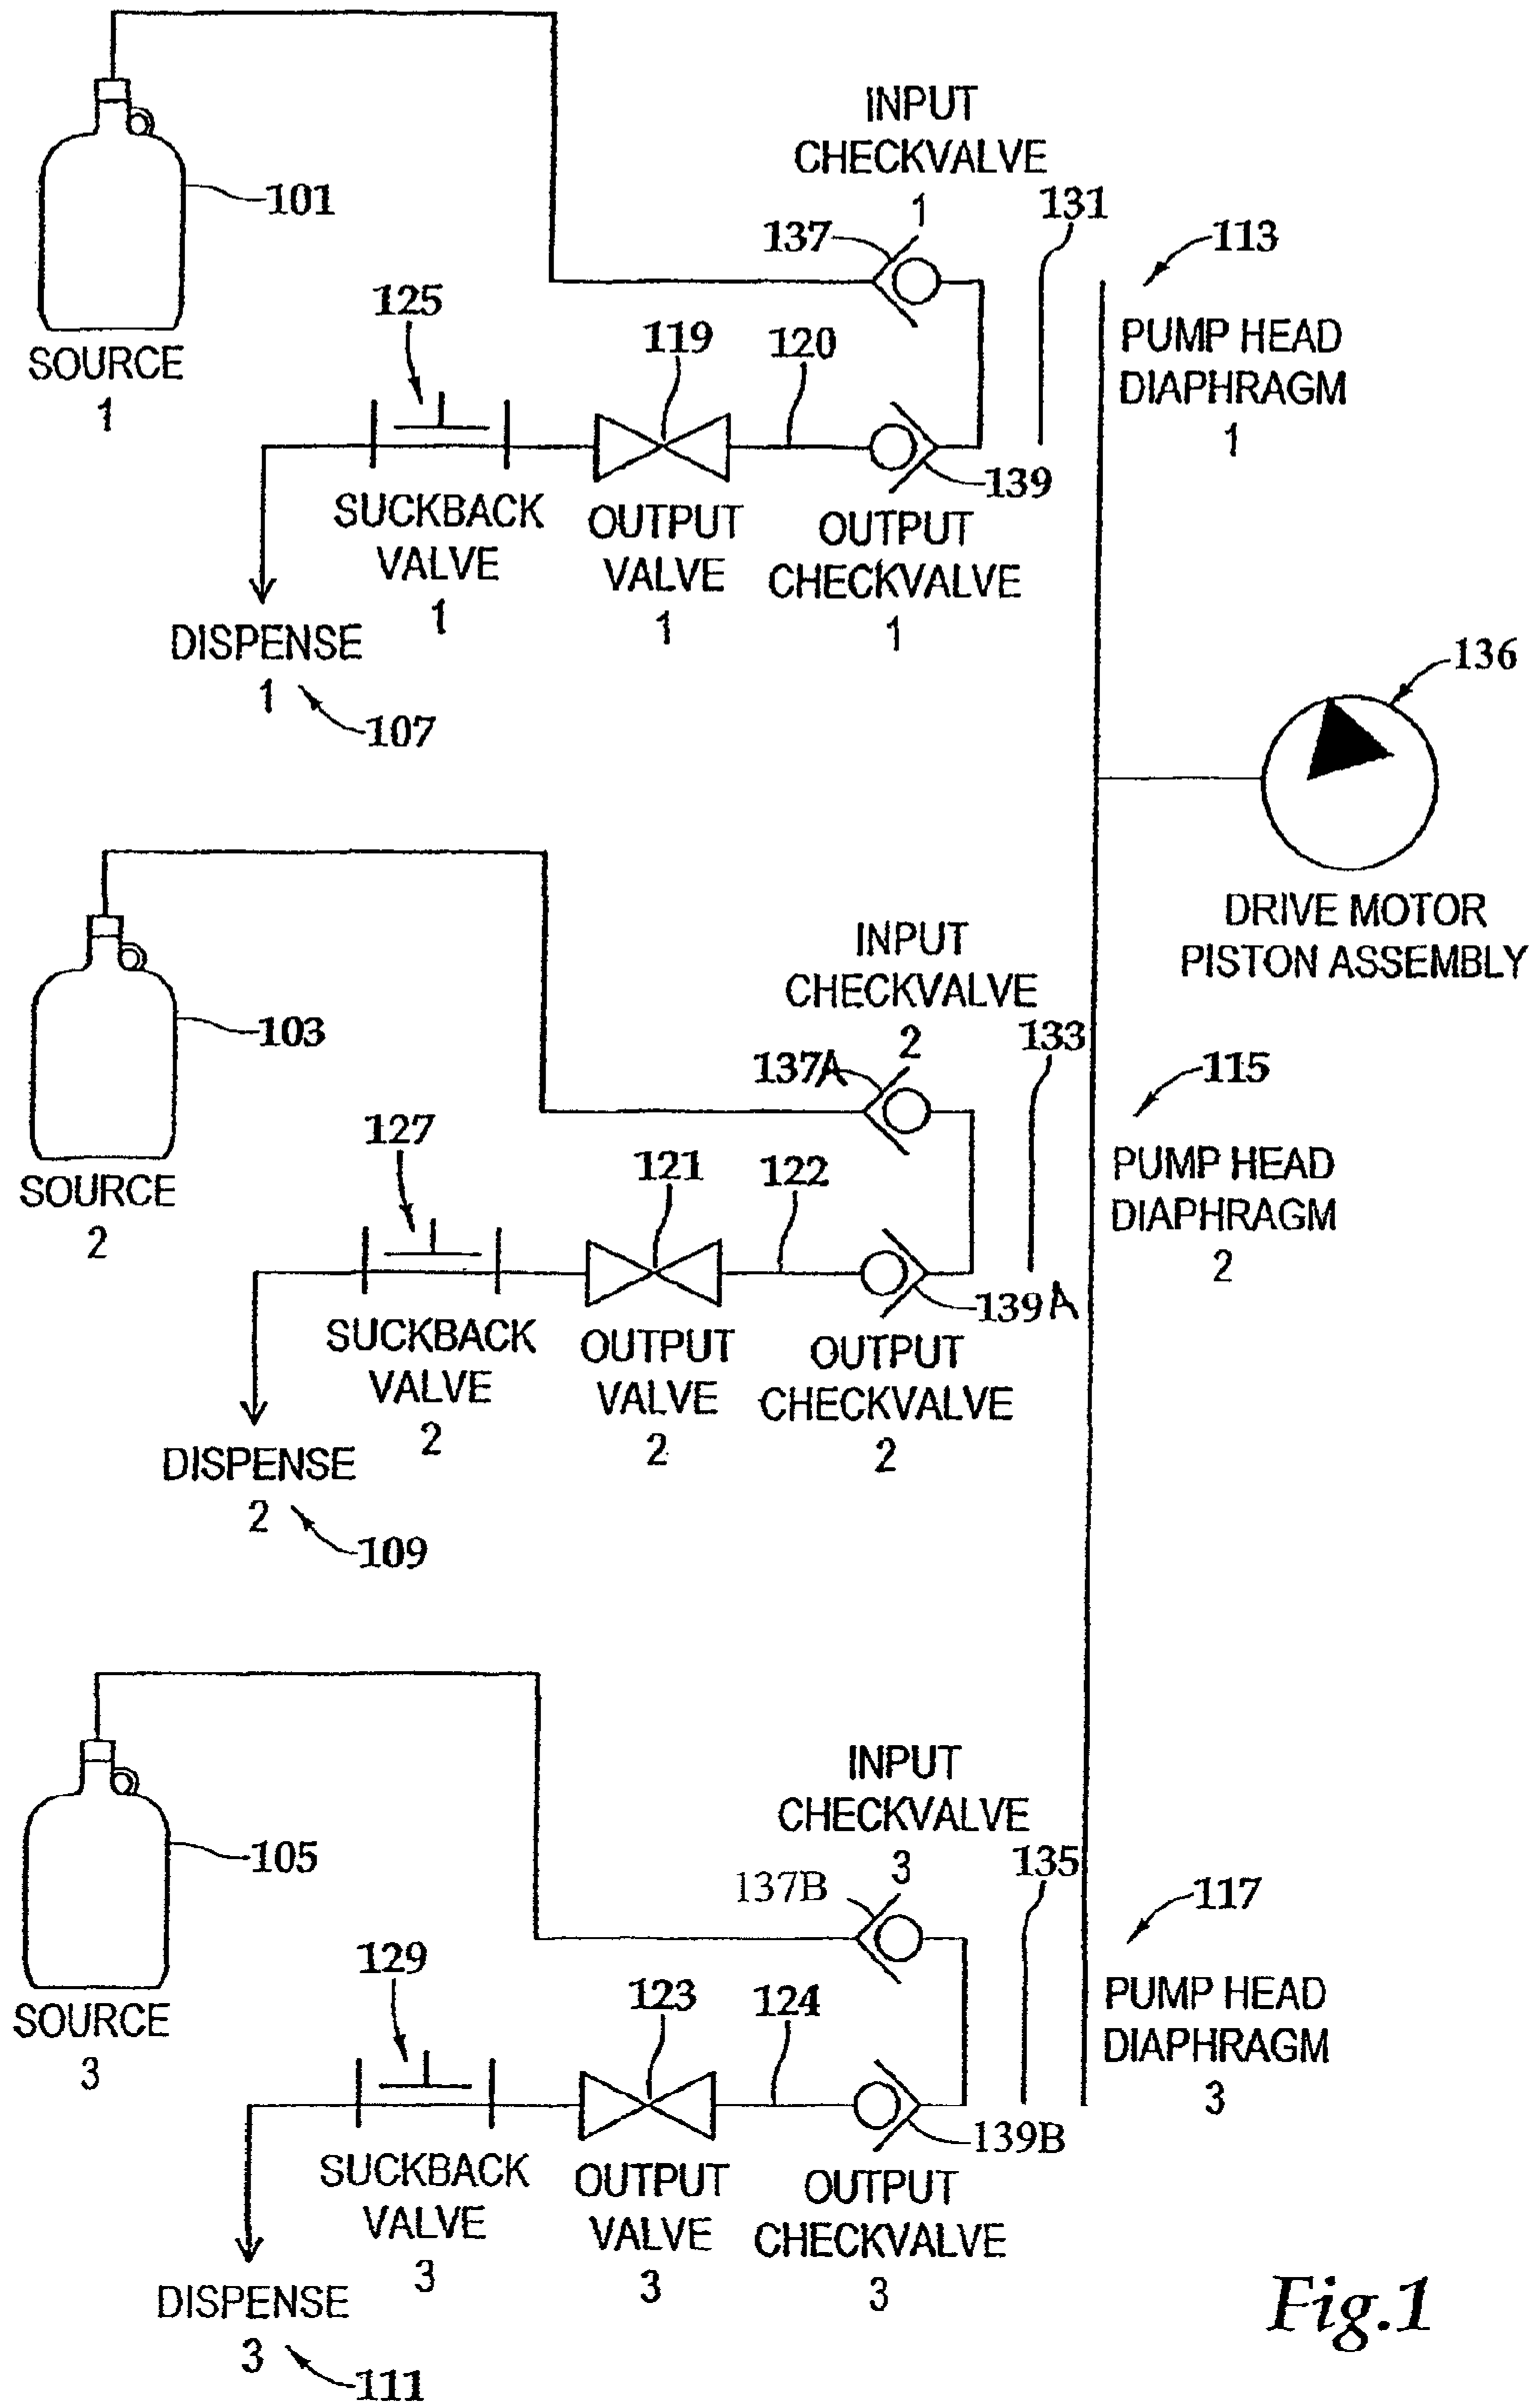 INPUT
CHECKVALVE
1
101
137
131
113
125
119
120
PUMP HEAD
DIAPHRAGM
1
SOURCE
1
139
SUCKBACK
VALVE
1
OUTPUT
VALVE
1
OUTPUT
CHECKVALVE
1
DISPENSE
1
107
136
DRIVE MOTOR
PISTON ASSEMBLY
INPUT
CHECKVALVE
2
103
137A
133
115
127
121
122
PUMP HEAD
DIAPHRAGM
2
SOURCE
2
139A
SUCKBACK
VALVE
2
OUTPUT
VALVE
2
OUTPUT
CHECKVALVE
2
DISPENSE
2
109
INPUT
CHECKVALVE
3
105
137B
135
117
129
123
124
PUMP HEAD
DIAPHRAGM
3
SOURCE
3
139B
SUCKBACK
VALVE
3
OUTPUT
VALVE
3
OUTPUT
CHECKVALVE
3
DISPENSE
3
111
Fig.1